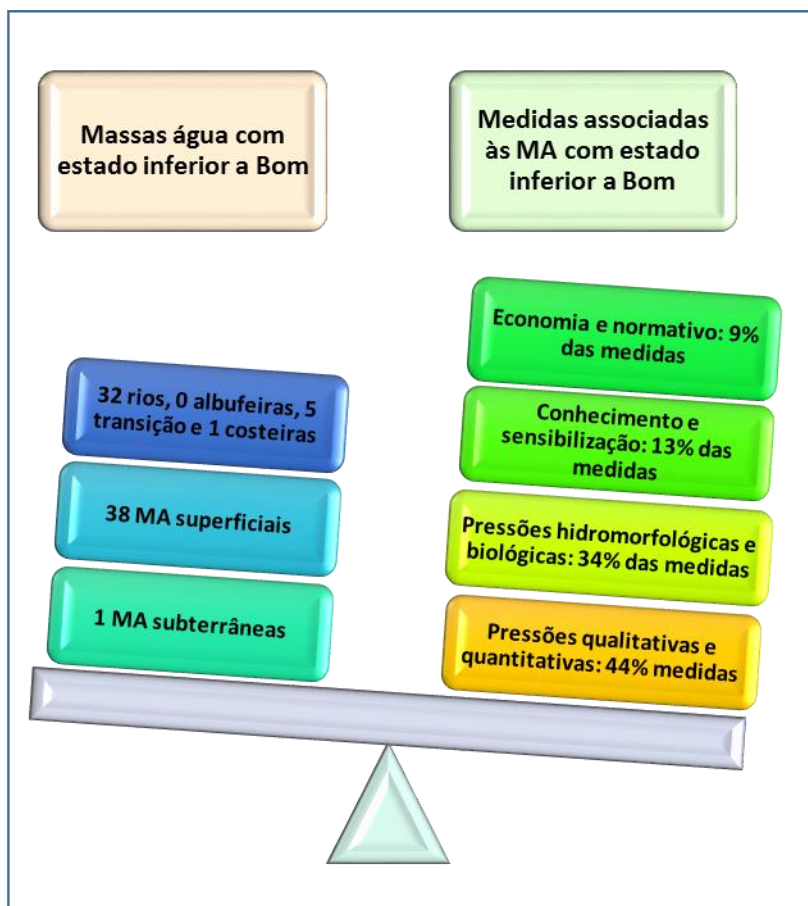 Massas água com
estado inferior a Bom
Medidas associadas
às MA com estado
inferior a Bom
32 rios, 0 albufeiras, 5
transição e 1 costeiras
38 MA superficiais
1 MA subterrâneas
Economia e normativo: 9%
das medidas
Conhecimento e
sensibilização: 13% das
medidas
Pressões hidromorfológicas e
biológicas: 34% das medidas
Pressões qualitativas e
quantitativas: 44% medidas